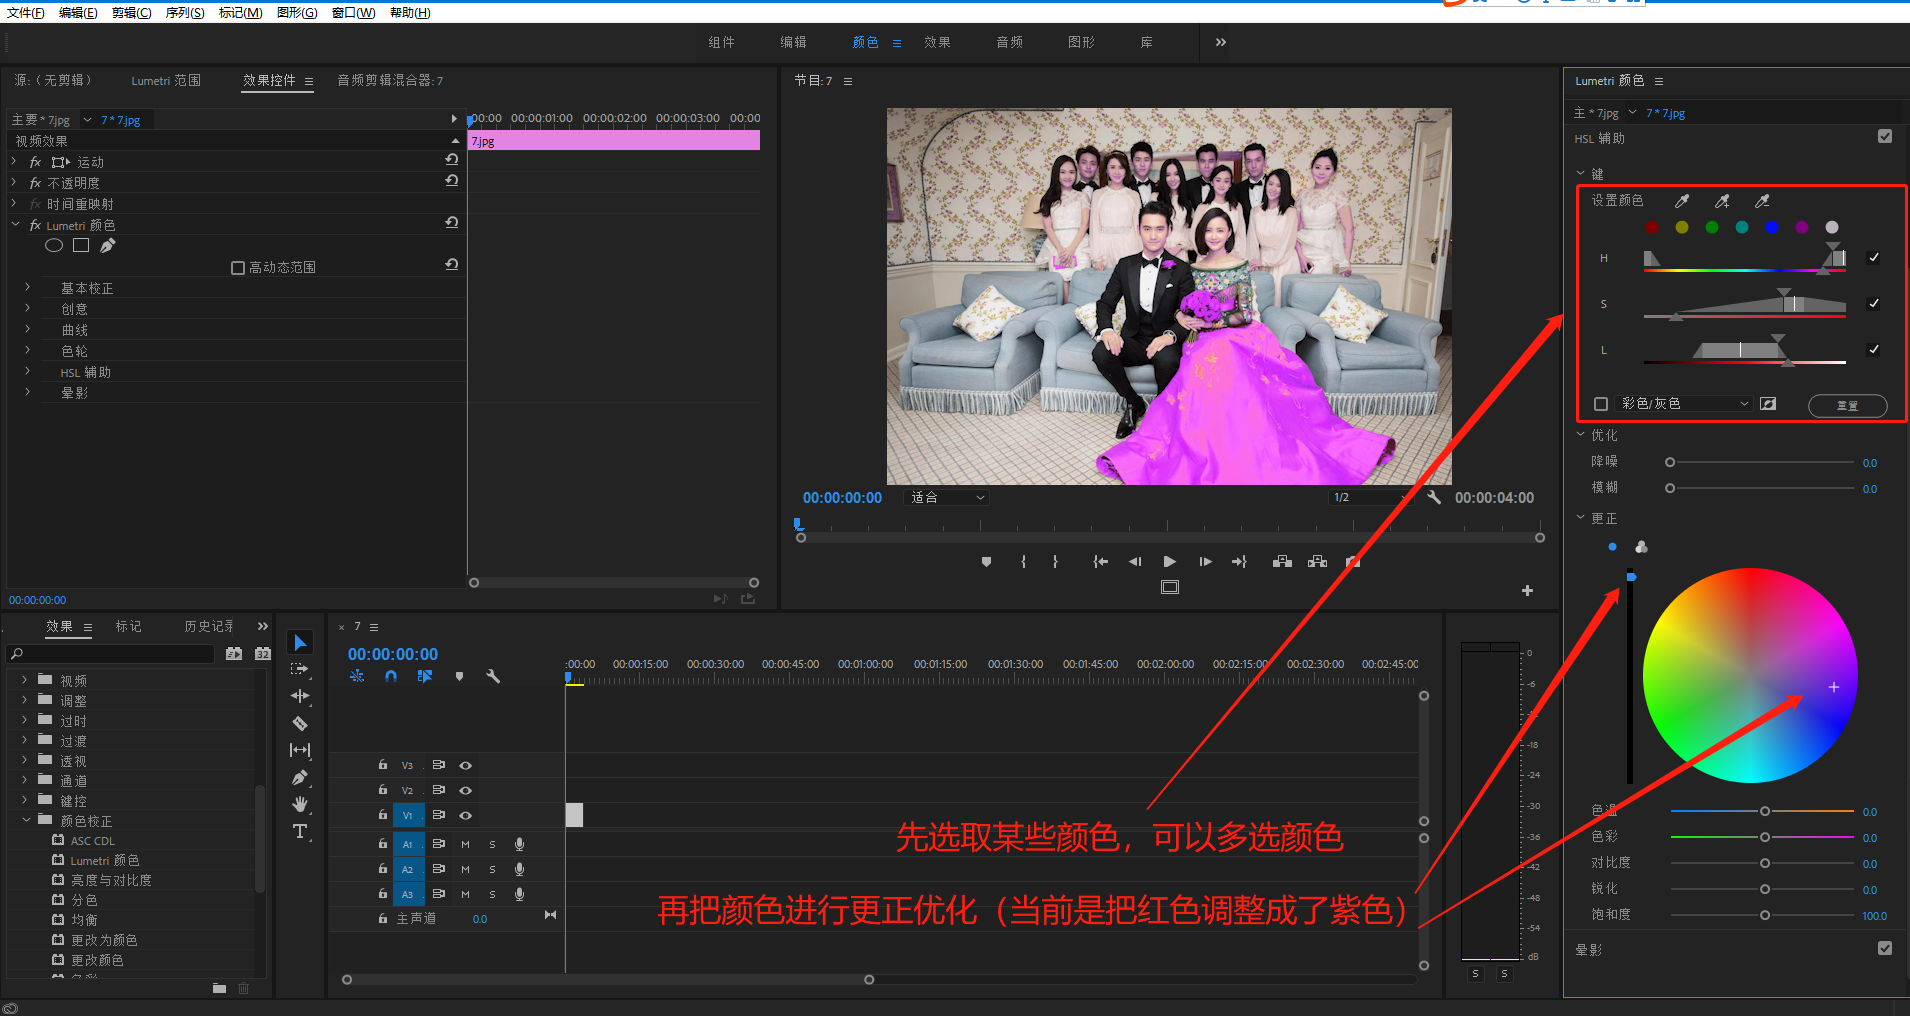 文件(F) 编辑(E) 剪辑(C) 序列(S) 标记(M) 图形(G) 窗口(W) 帮助(H)
组件 编辑 颜色 效果 音频 图形 库
源:（无剪辑） Lumetri 范围 效果控件 音频剪辑混合器: 7
主要 * 7.jpg 7 * 7.jpg
:00:00 00:00:01:00 00:00:02:00 00:00:03:00 00:00
视频效果
7.jpg
fx 运动
fx 不透明度
fx 时间重映射
fx Lumetri 颜色
高动态范围
基本校正
创意
曲线
色轮
HSL 辅助
晕影
00:00:00:00
节目: 7
00:00:00:00 适合 1/2 00:00:04:00
Lumetri 颜色
主 * 7.jpg 7 * 7.jpg
HSL 辅助
键
设置颜色
H
S
L
彩色/灰色 重置
优化
降噪 0.0
模糊 0.0
更正
色温 0.0
色彩 0.0
对比度 0.0
锐化 0.0
饱和度 100.0
晕影
效果 标记 历史记录
32
视频
调整
过时
过渡
透视
通道
键控
颜色校正
ASC CDL
Lumetri 颜色
亮度与对比度
分色
均衡
更改为颜色
更改颜色
T
× 7
00:00:00:00
:00:00 00:00:15:00 00:00:30:00 00:00:45:00 00:01:00:00 00:01:15:00 00:01:30:00 00:01:45:00 00:02:00:00 00:02:15:00 00:02:30:00 00:02:45:00
V3
V2
V1
A1 M S
A2 M S
A3 M S
主声道 0.0
先选取某些颜色，可以多选颜色
再把颜色进行更正优化（当前是把红色调整成了紫色）
0
-6
-18
-24
-30
-36
-42
-48
-54
dB
S S